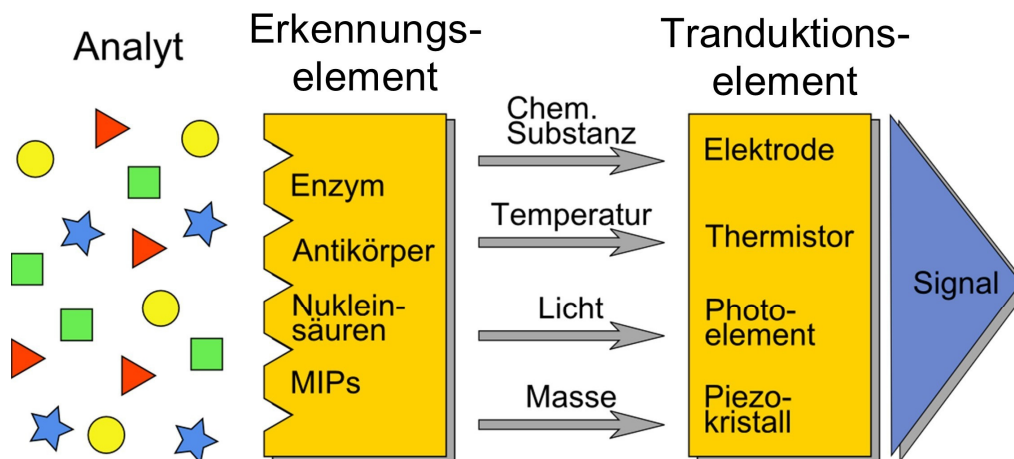 Analyt
Erkennungs-
element
Enzym
Antikörper
Nuklein-
säuren
MIPs
Chem.
Substanz
Temperatur
Licht
Masse
Tranduktions-
element
Elektrode
Thermistor
Photo-
element
Piezo-
kristall
Signal